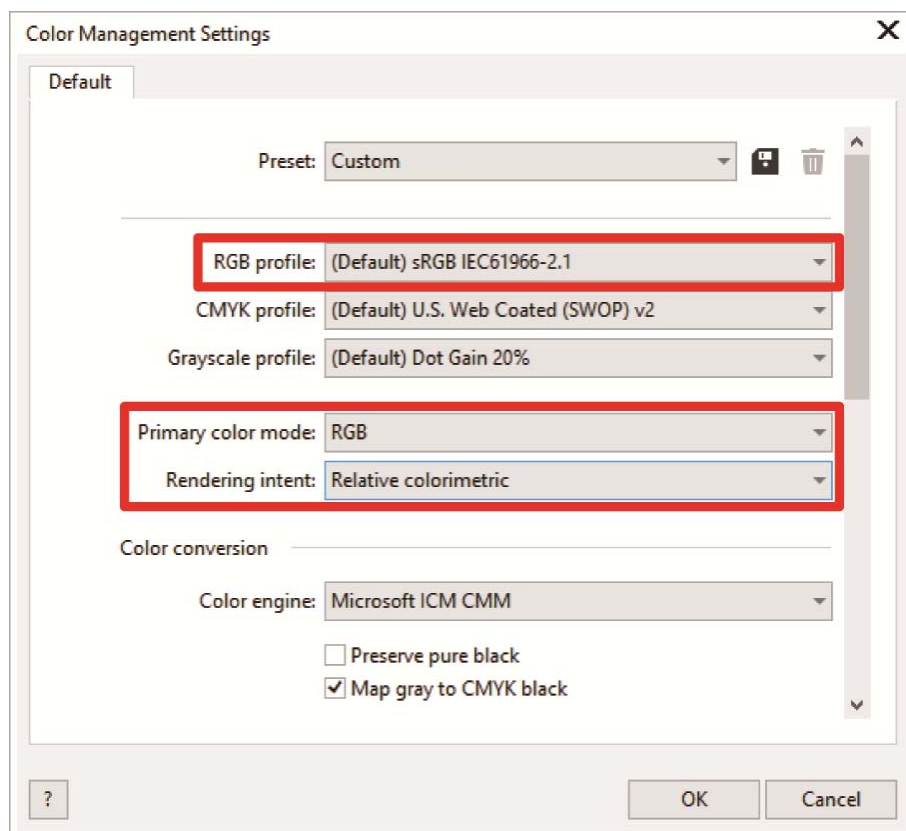 Color Management Settings
Default
Preset: Custom
RGB profile: (Default) sRGB IEC61966-2.1
CMYK profile: (Default) U.S. Web Coated (SWOP) v2
Grayscale profile: (Default) Dot Gain 20%
Primary color mode: RGB
Rendering intent: Relative colorimetric
Color conversion
Color engine: Microsoft ICM CMM
Preserve pure black
Map gray to CMYK black
? OK Cancel